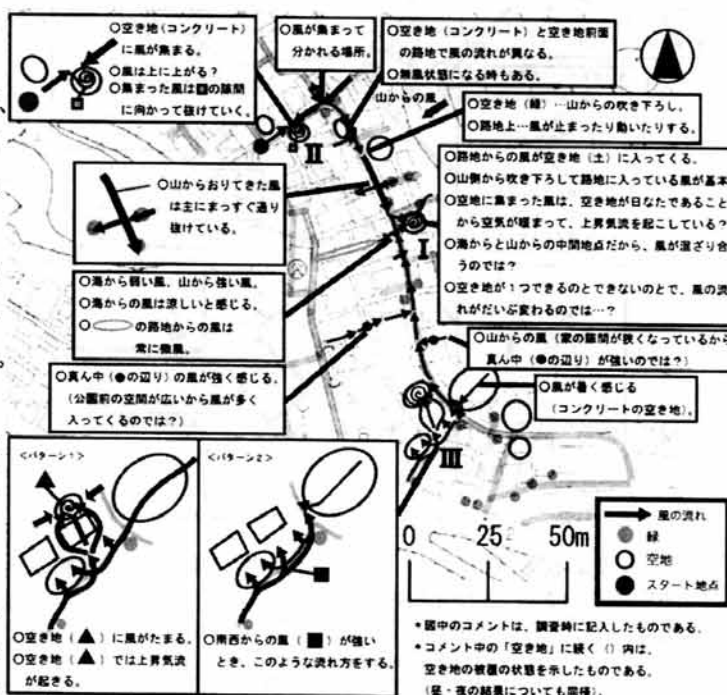 ○空き地(コンクリート)
に風が集まる。
○風は上に上がる?
○集まった風は■の隙間
に向かって抜けていく。
○風が集まって
分かれる場所。
○空き地(コンクリート)と空き地前面
の路地で風の流れが異なる。
○無風状態になる時もある。
山からの風
○空き地(緑)…山からの吹き下ろし。
○路地上…風が止まったり動いたりする。
II
○山からおりてきた風
は主にまっすぐ通り
抜けている。
○路地からの風が空き地(土)に入ってくる。
○山側から吹き下ろして路地に入っている風が基本
○空地に集まった風は、空き地が日なたであること
から空気が暖まって、上昇気流を起こしている?
○海からと山からの中間地点だから、風が混ざり合
うのでは?
○空き地が1つできるのとできないのとで、風の流
れがだいぶ変わるのでは…?
I
○海から弱い風、山から強い風。
○海からの風は涼しいと感じる。
○の路地からの風は
常に微風。
○真ん中(●の辺り)の風が強く感じる。
(公園前の空間が広いから風が多く
入ってくるのでは?)
○山からの風(家の隙間が狭くなっているから
真ん中(●の辺り)が強いのでは?)
○風が暑く感じる
(コンクリートの空き地)。
III
<パターン1>
○空き地(▲)に風がたまる。
○空き地(▲)では上昇気流
が起きる。
<パターン2>
○南西からの風(■)が強い
とき、このような流れ方をする。
0 25 50m
風の流れ
緑
空地
スタート地点
*図中のコメントは、調査時に記入したものである。
*コメント中の「空き地」に続く()内は、
空き地の被覆の状態を示したものである。
(昼・夜の結果についても同様)。